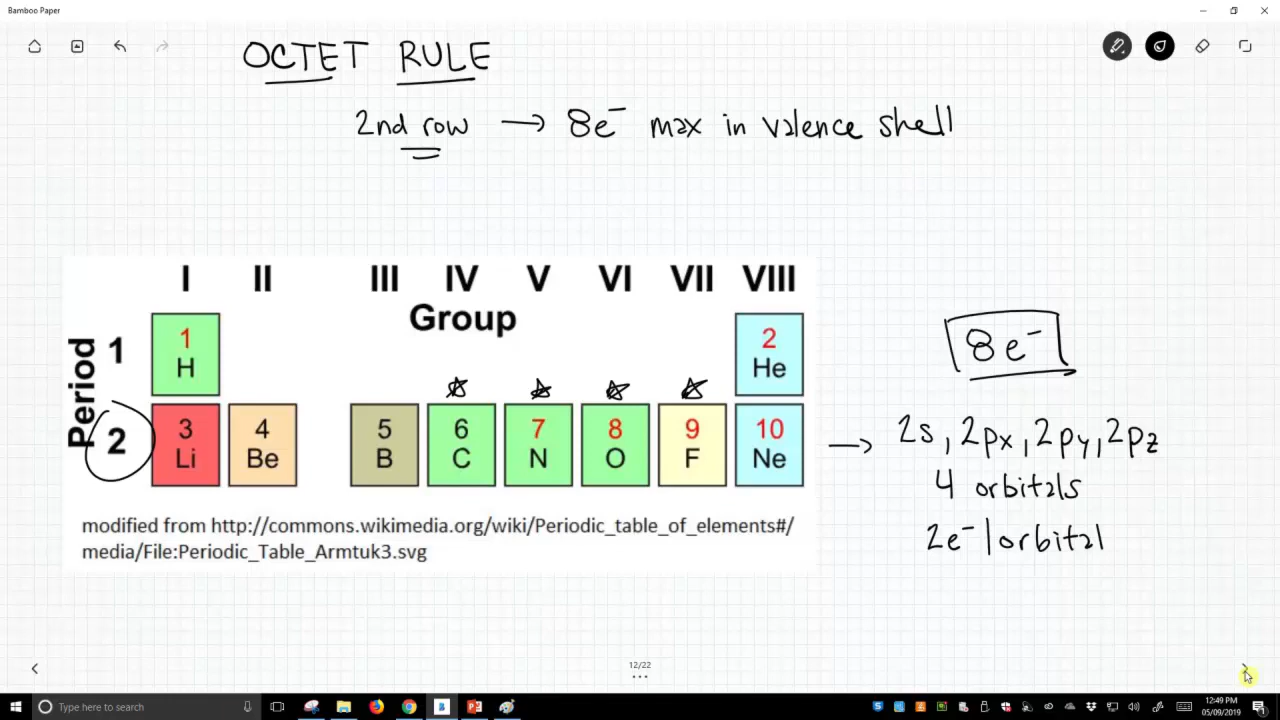 Bamboo Paper
OCTET RULE
2nd row → 8e⁻ max in valence shell
I II III IV V VI VII VIII
Group
Period
1
1 H
2 He
2
3 Li
4 Be
5 B
6 C
7 N
8 O
9 F
10 Ne
modified from http://commons.wikimedia.org/wiki/Periodic_table_of_elements#/
media/File:Periodic_Table_Armtuk3.svg
8e⁻
→ 2s, 2px, 2py, 2pz
4 orbitals
2e⁻/orbital
12/22
Type here to search
12:49 PM
05/09/2019